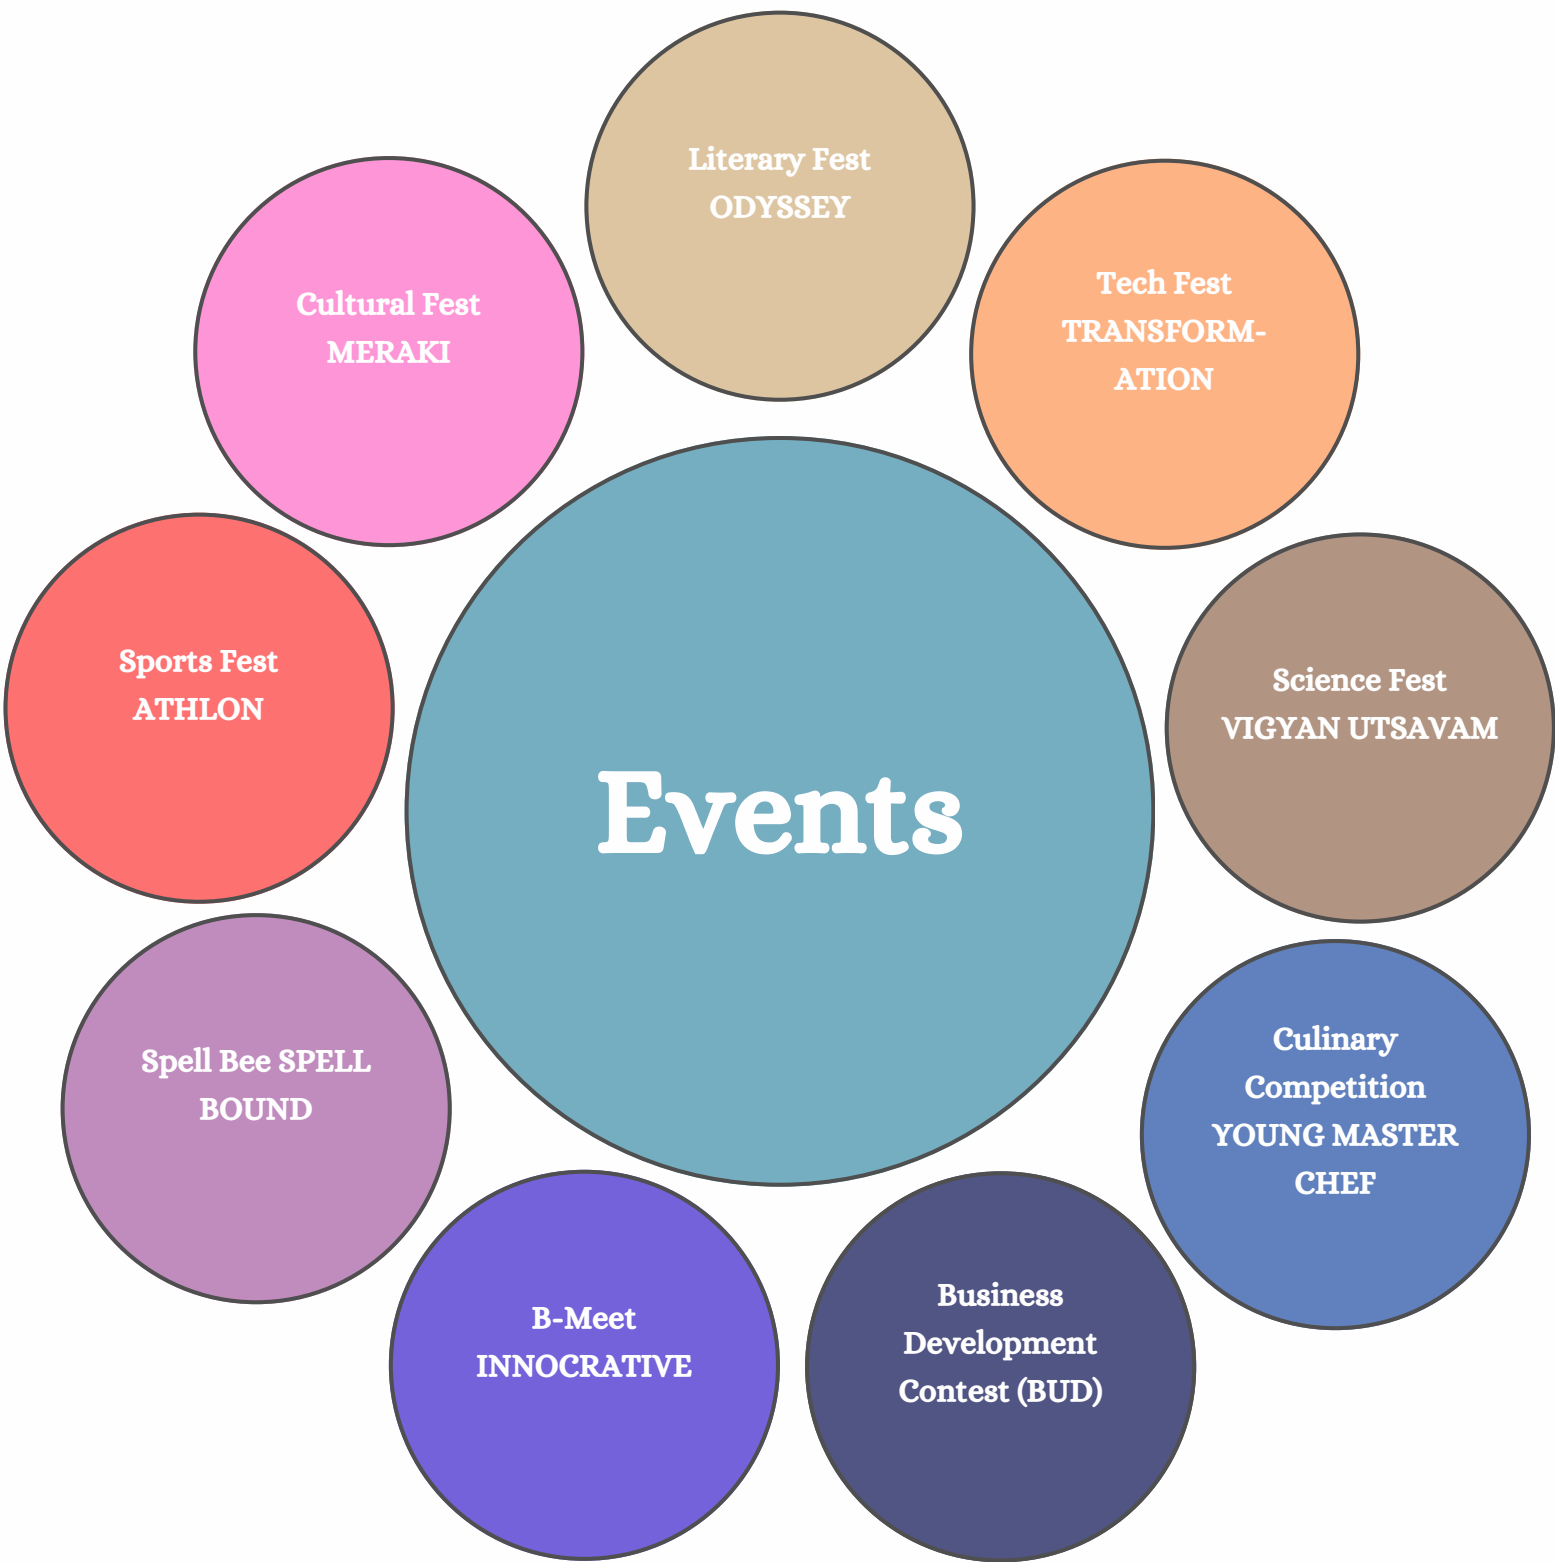 Literary Fest
ODYSSEY
Tech Fest
TRANSFORM-
ATION
Science Fest
VIGYAN UTSAVAM
Culinary
Competition
YOUNG MASTER
CHEF
Business
Development
Contest (BUD)
B-Meet
INNOCRATIVE
Spell Bee SPELL
BOUND
Sports Fest
ATHLON
Cultural Fest
MERAKI
Events